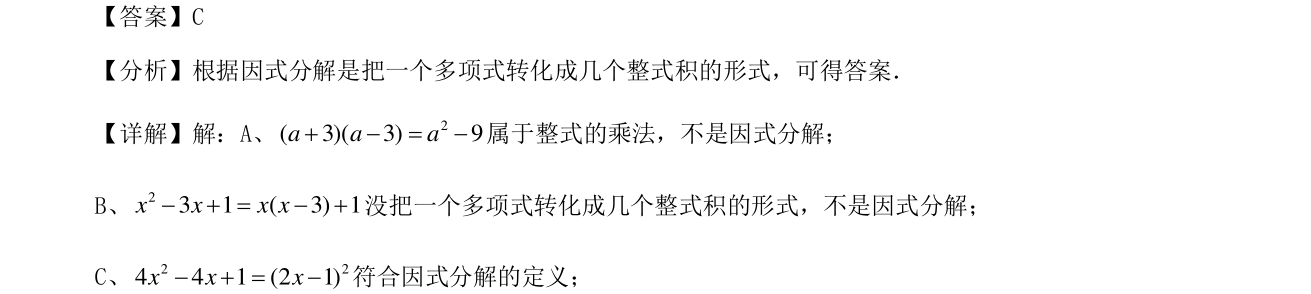 【答案】C
【分析】根据因式分解是把一个多项式转化成几个整式积的形式，可得答案．
【详解】解：A、(a+3)(a−3)=a²−9属于整式的乘法，不是因式分解；
B、x²−3x+1=x(x−3)+1没把一个多项式转化成几个整式积的形式，不是因式分解；
C、4x²−4x+1=(2x−1)²符合因式分解的定义；